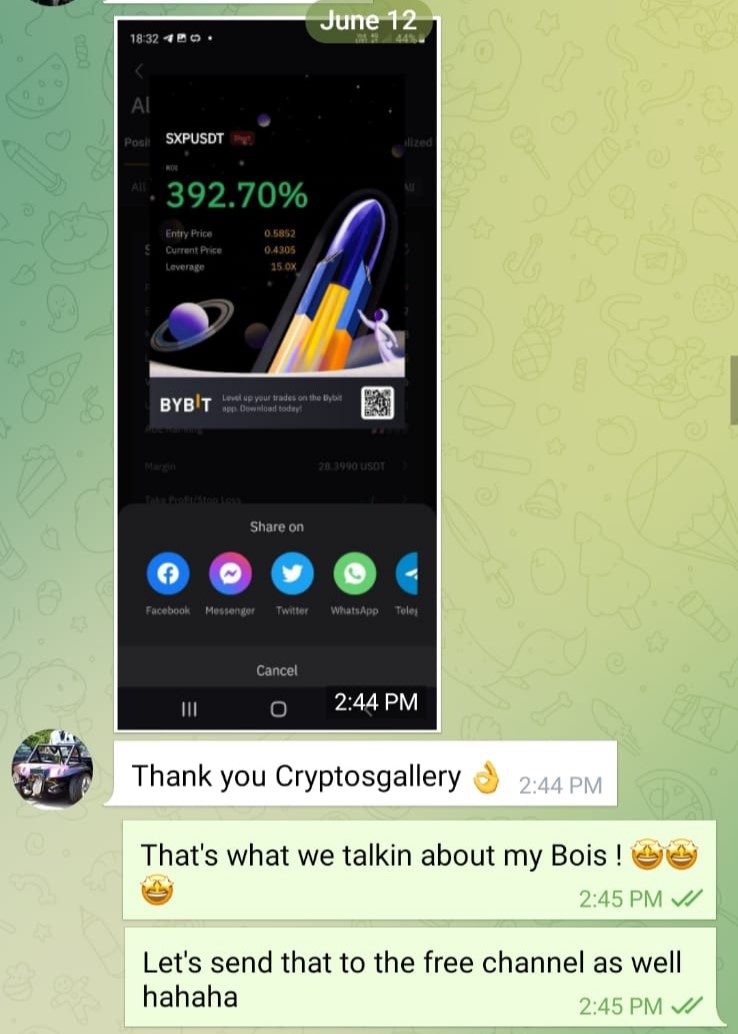 June 12
18:32
44%
Al
Posit
alized
SXPUSDT
ROI
All
All
392.70%
Entry Price 0.5852
Current Price 0.4305
Leverage 15.0X
BYBIT
Level up your trades on the Bybit
app. Download today!
Margin 28.3990 USDT
Take Profit/Stop Loss
Share on
Facebook Messenger Twitter WhatsApp Teleg
Cancel
2:44 PM
Thank you Cryptosgallery 👌 2:44 PM
That's what we talkin about my Bois ! 🤩🤩
🤩
2:45 PM
Let's send that to the free channel as well
hahaha
2:45 PM